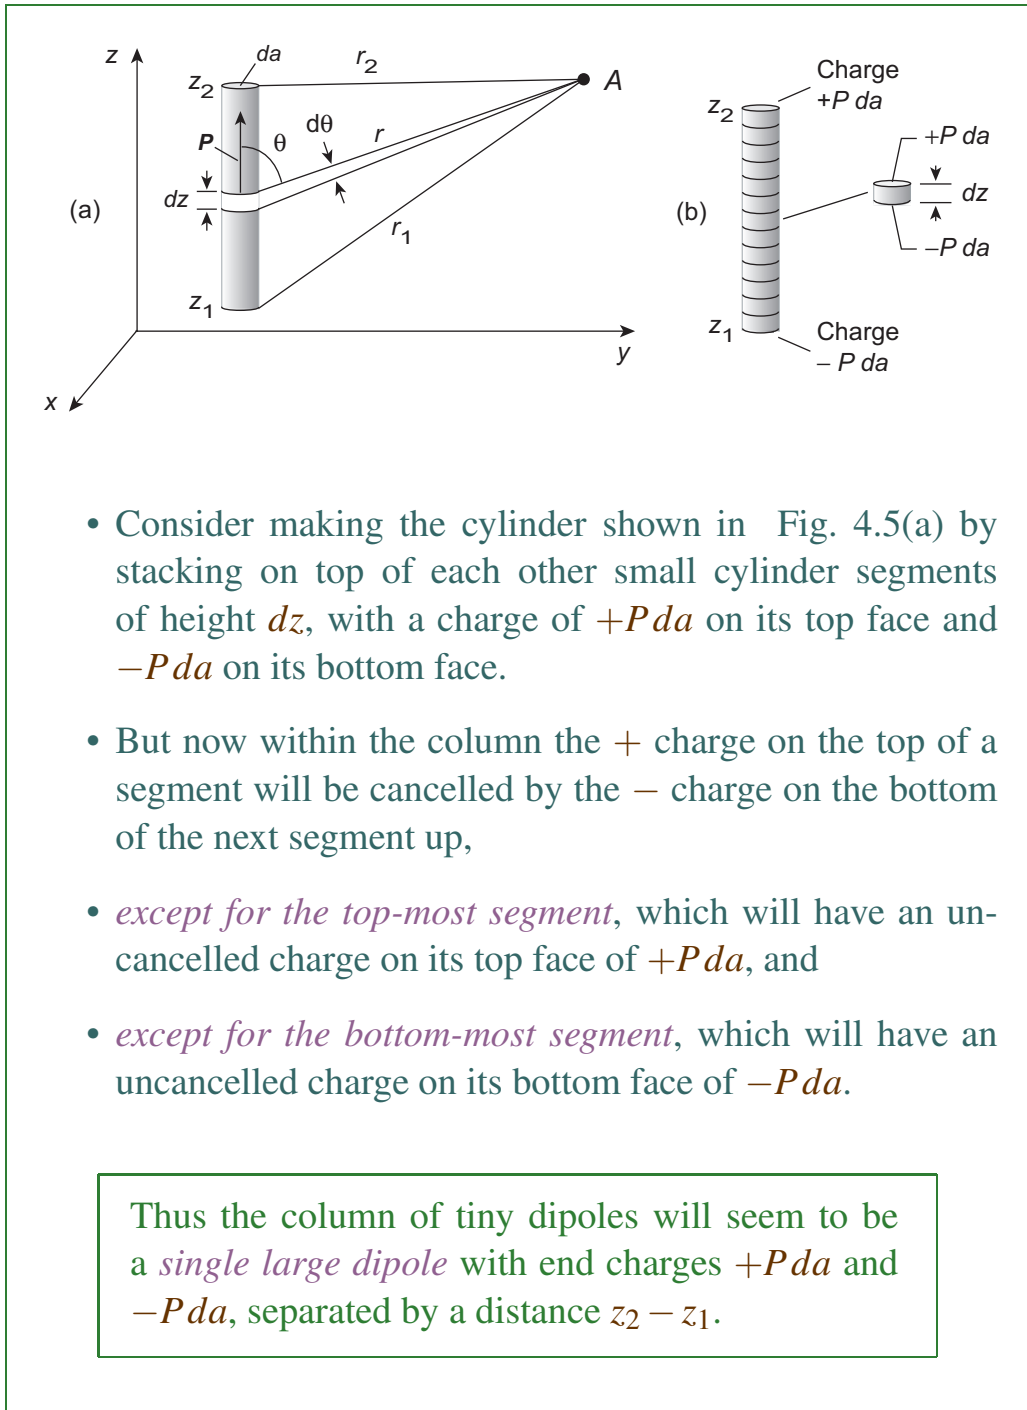 z
da
r2
z2
A
P
θ
dθ
r
dz
(a)
r1
z1
y
x
Charge
+P da
z2
+P da
dz
(b)
−P da
z1
Charge
− P da
• Consider making the cylinder shown in Fig. 4.5(a) by
stacking on top of each other small cylinder segments
of height dz, with a charge of +P da on its top face and
−P da on its bottom face.
• But now within the column the + charge on the top of a
segment will be cancelled by the − charge on the bottom
of the next segment up,
• except for the top-most segment, which will have an un-
cancelled charge on its top face of +P da, and
• except for the bottom-most segment, which will have an
uncancelled charge on its bottom face of −P da.
Thus the column of tiny dipoles will seem to be
a single large dipole with end charges +P da and
−P da, separated by a distance z2 − z1.